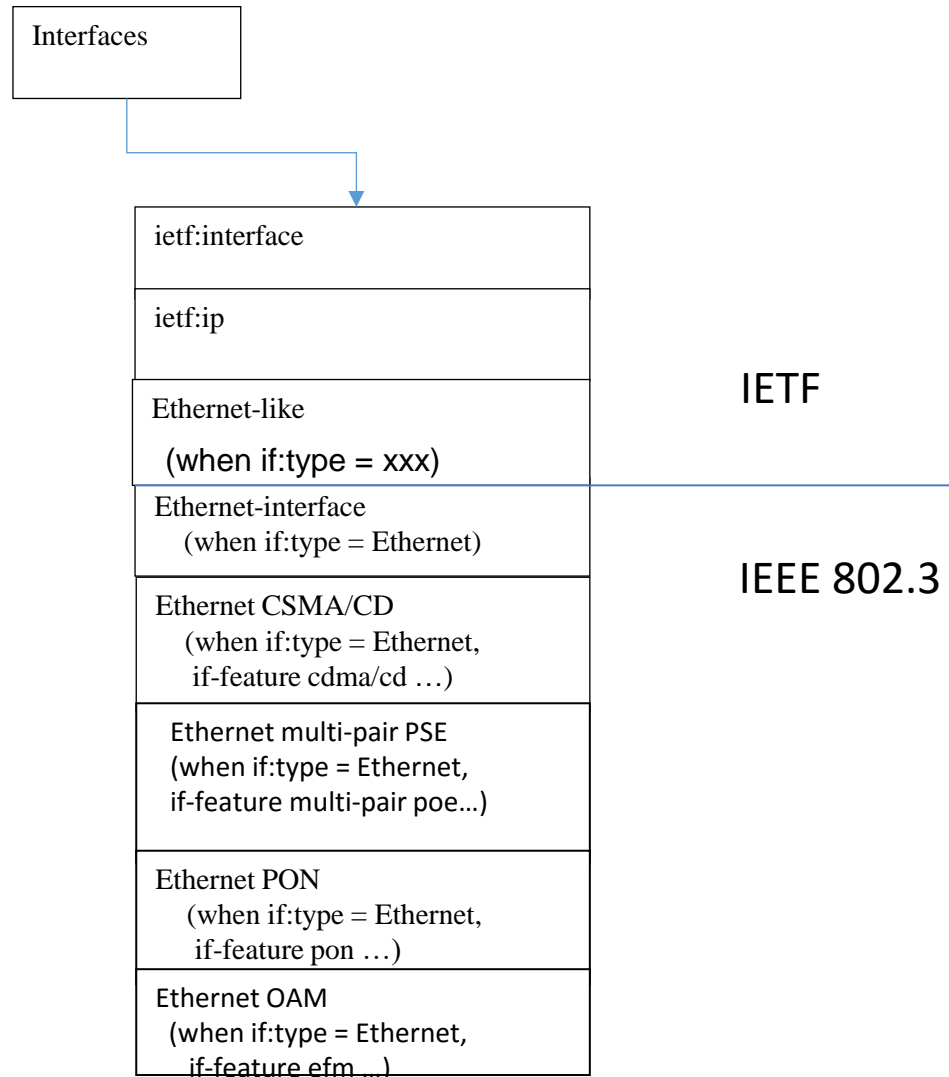 Interfaces
ietf:interface
ietf:ip
IETF
Ethernet-like
(when if:type = xxx)
Ethernet-interface
(when if:type = Ethernet)
IEEE 802.3
Ethernet CSMA/CD
(when if:type = Ethernet,
if-feature cdma/cd …)
Ethernet multi-pair PSE
(when if:type = Ethernet,
if-feature multi-pair poe…)
Ethernet PON
(when if:type = Ethernet,
if-feature pon …)
Ethernet OAM
(when if:type = Ethernet,
if-feature efm …)